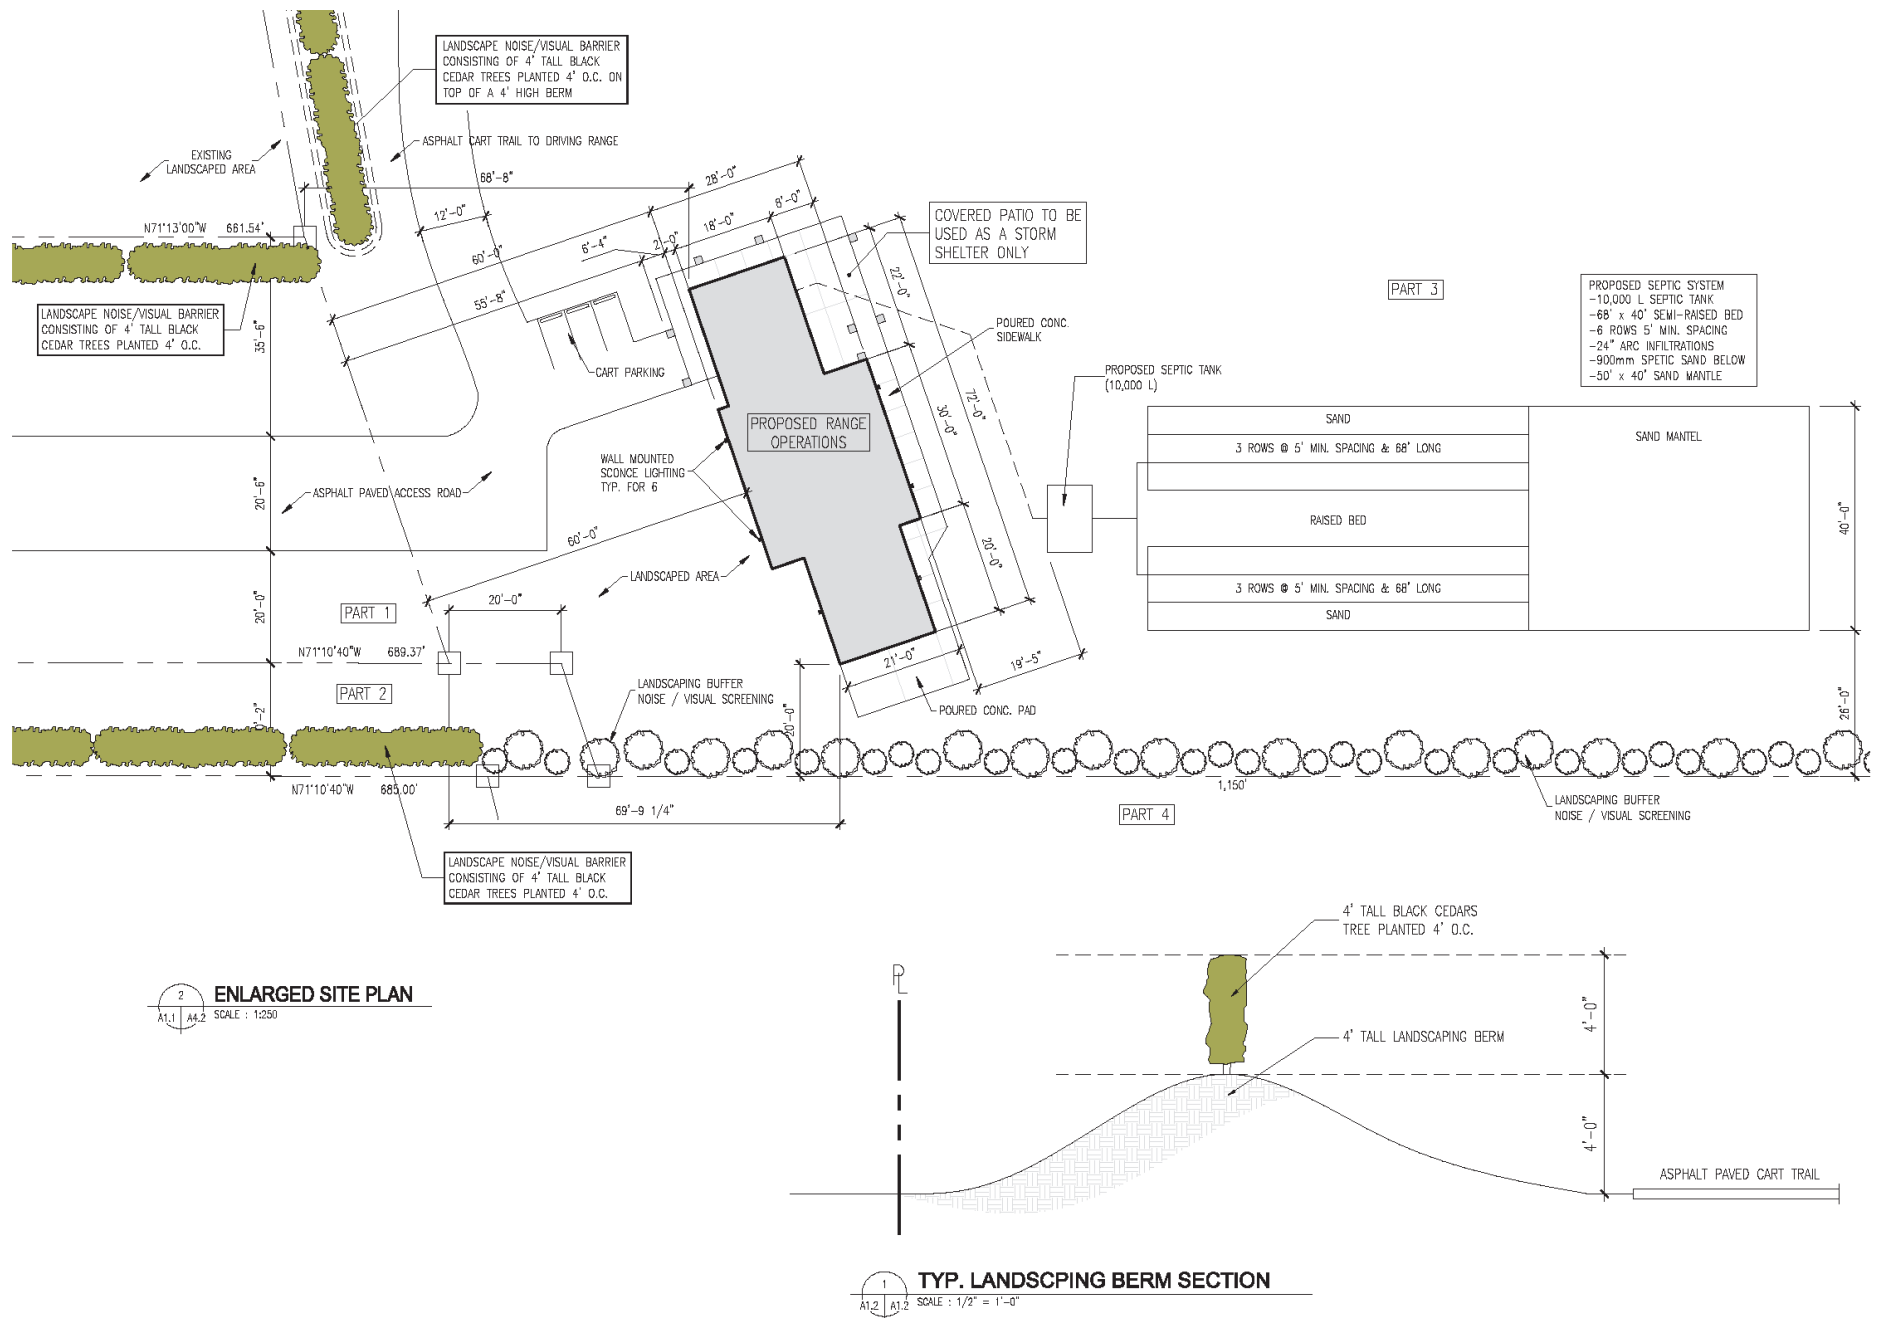 LANDSCAPE NOISE/VISUAL BARRIER
CONSISTING OF 4' TALL BLACK
CEDAR TREES PLANTED 4' O.C. ON
TOP OF A 4' HIGH BERM
ASPHALT CART TRAIL TO DRIVING RANGE
EXISTING
LANDSCAPED AREA
68'-8"
28'-0"
8'-0"
18'-0"
2'-0"
6'-4"
12'-0"
60'-0"
55'-8"
N71°13'00"W 661.54'
COVERED PATIO TO BE
USED AS A STORM
SHELTER ONLY
22'-0"
PART 3
PROPOSED SEPTIC SYSTEM
-10,000 L SEPTIC TANK
-68' x 40' SEMI-RAISED BED
-6 ROWS 5' MIN. SPACING
-24" ARC INFILTRATIONS
-900mm SPETIC SAND BELOW
-50' x 40' SAND MANTLE
LANDSCAPE NOISE/VISUAL BARRIER
CONSISTING OF 4' TALL BLACK
CEDAR TREES PLANTED 4' O.C.
35'-6"
CART PARKING
POURED CONC.
SIDEWALK
PROPOSED SEPTIC TANK
(10,000 L)
30'-0"
72'-0"
PROPOSED RANGE
OPERATIONS
SAND
3 ROWS @ 5' MIN. SPACING & 68' LONG
SAND MANTEL
RAISED BED
3 ROWS @ 5' MIN. SPACING & 68' LONG
SAND
40'-0"
WALL MOUNTED
SCONCE LIGHTING
TYP. FOR 6
ASPHALT PAVED ACCESS ROAD
20'-6"
60'-0"
20'-0"
LANDSCAPED AREA
20'-0"
20'-0"
PART 1
N71°10'40"W 689.37'
PART 2
21'-0"
19'-5"
LANDSCAPING BUFFER
NOISE / VISUAL SCREENING
POURED CONC. PAD
20'-0"
26'-0"
N71°10'40"W 685.00'
69'-9 1/4"
1,150'
PART 4
LANDSCAPING BUFFER
NOISE / VISUAL SCREENING
LANDSCAPE NOISE/VISUAL BARRIER
CONSISTING OF 4' TALL BLACK
CEDAR TREES PLANTED 4' O.C.
2
A1.1 A4.2
ENLARGED SITE PLAN
SCALE : 1:250
PL
4' TALL BLACK CEDARS
TREE PLANTED 4' O.C.
4'-0"
4' TALL LANDSCAPING BERM
4'-0"
ASPHALT PAVED CART TRAIL
1
A1.2 A1.2
TYP. LANDSCPING BERM SECTION
SCALE : 1/2" = 1'-0"